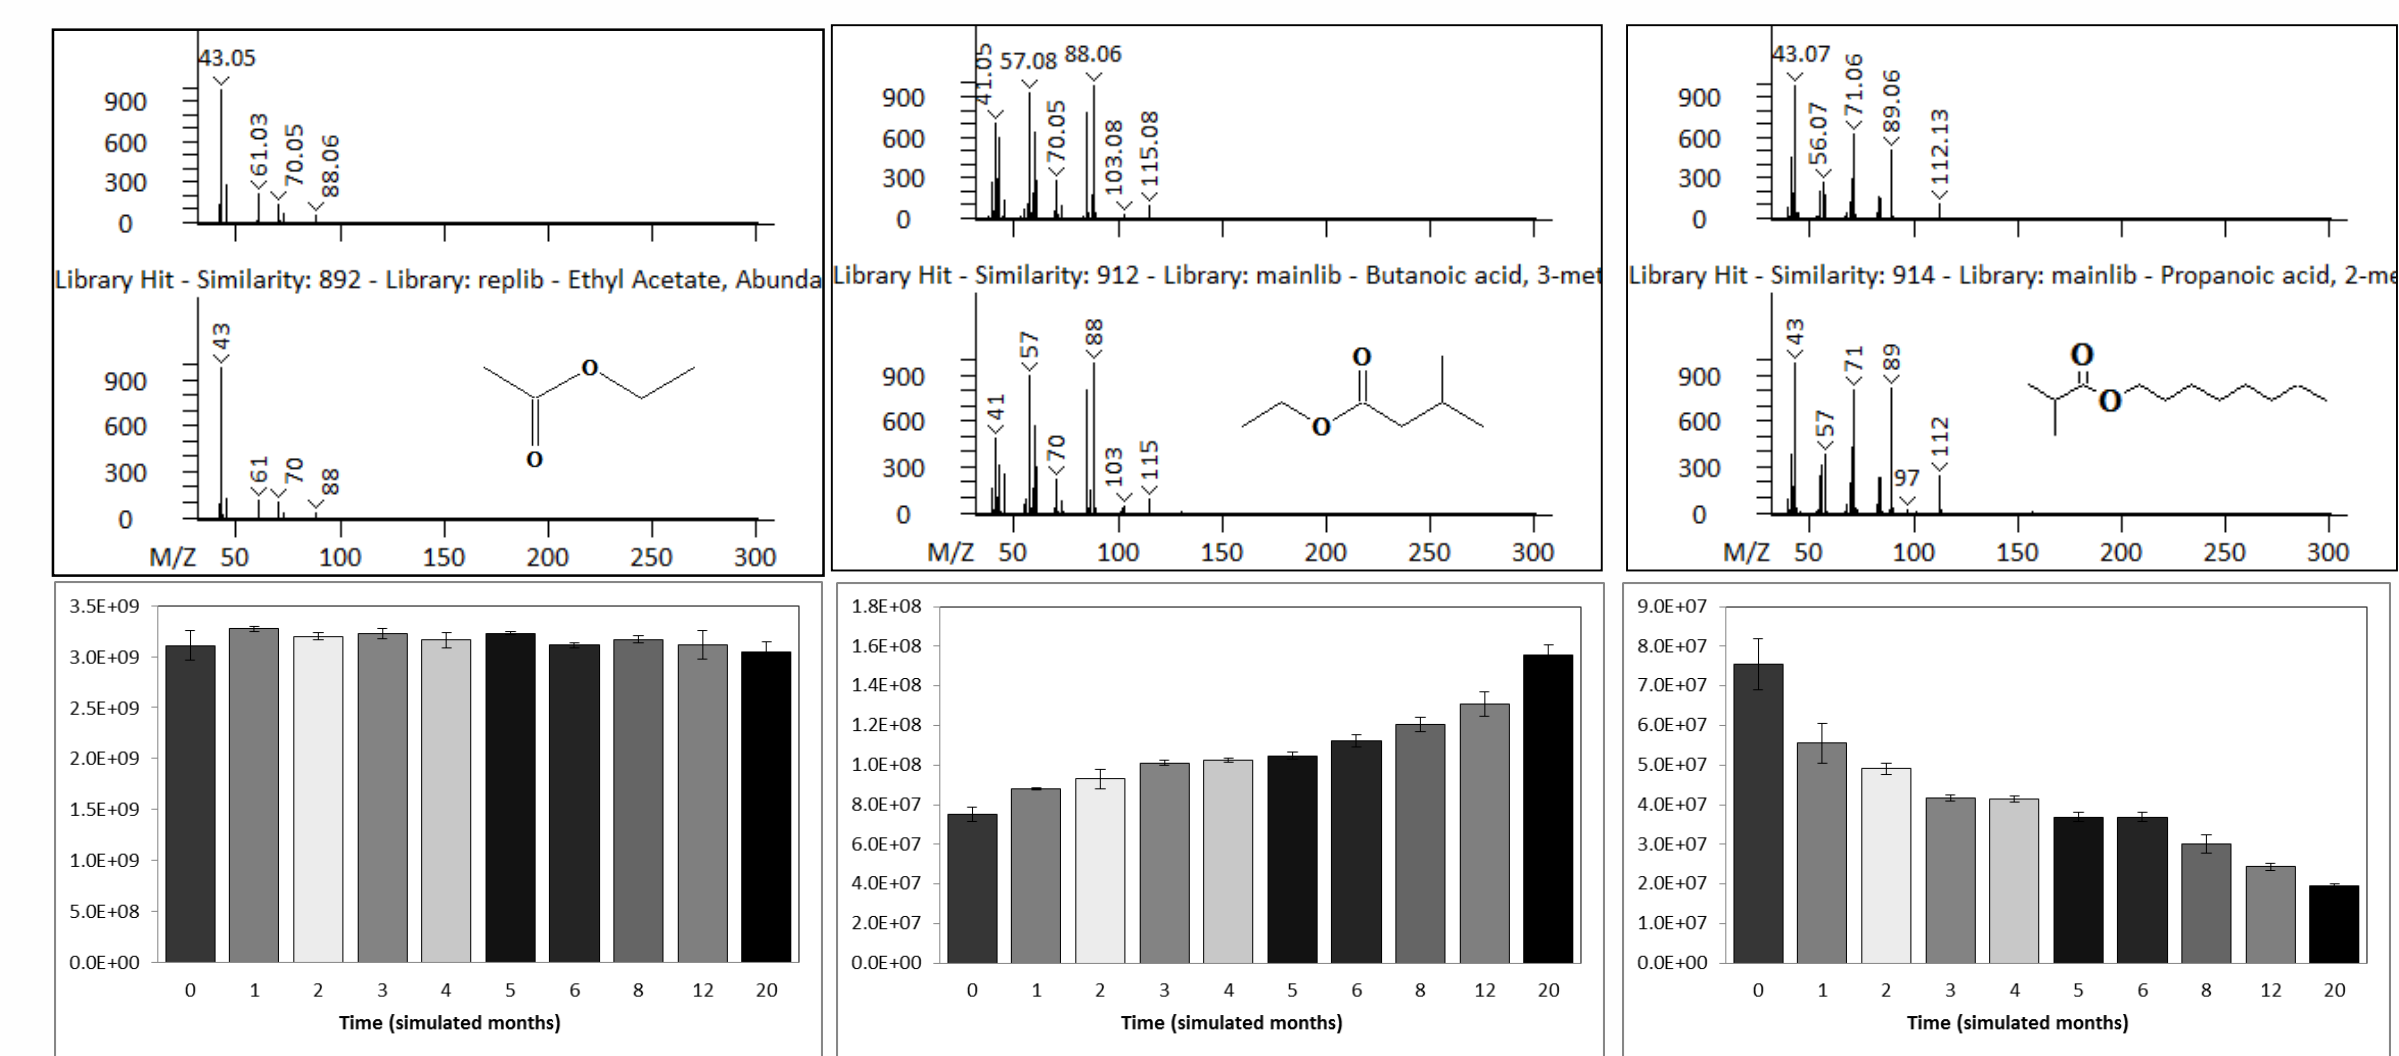 43.05
61.03
70.05
88.06
900
600
300
0
Library Hit - Similarity: 892 - Library: replib - Ethyl Acetate, Abunda
43
61
70
88
900
600
300
0
O
O
M/Z 50 100 150 200 250 300
41.05
57.08
88.06
70.05
103.08
115.08
900
600
300
0
Library Hit - Similarity: 912 - Library: mainlib - Butanoic acid, 3-met
41
57
88
70
103
115
900
600
300
0
O
O
M/Z 50 100 150 200 250 300
43.07
56.07
71.06
89.06
112.13
900
600
300
0
Library Hit - Similarity: 914 - Library: mainlib - Propanoic acid, 2-me
43
57
71
89
97
112
900
600
300
0
O
O
M/Z 50 100 150 200 250 300
3.5E+09
3.0E+09
2.5E+09
2.0E+09
1.5E+09
1.0E+09
5.0E+08
0.0E+00
0 1 2 3 4 5 6 8 12 20
Time (simulated months)
1.8E+08
1.6E+08
1.4E+08
1.2E+08
1.0E+08
8.0E+07
6.0E+07
4.0E+07
2.0E+07
0.0E+00
0 1 2 3 4 5 6 8 12 20
Time (simulated months)
9.0E+07
8.0E+07
7.0E+07
6.0E+07
5.0E+07
4.0E+07
3.0E+07
2.0E+07
1.0E+07
0.0E+00
0 1 2 3 4 5 6 8 12 20
Time (simulated months)